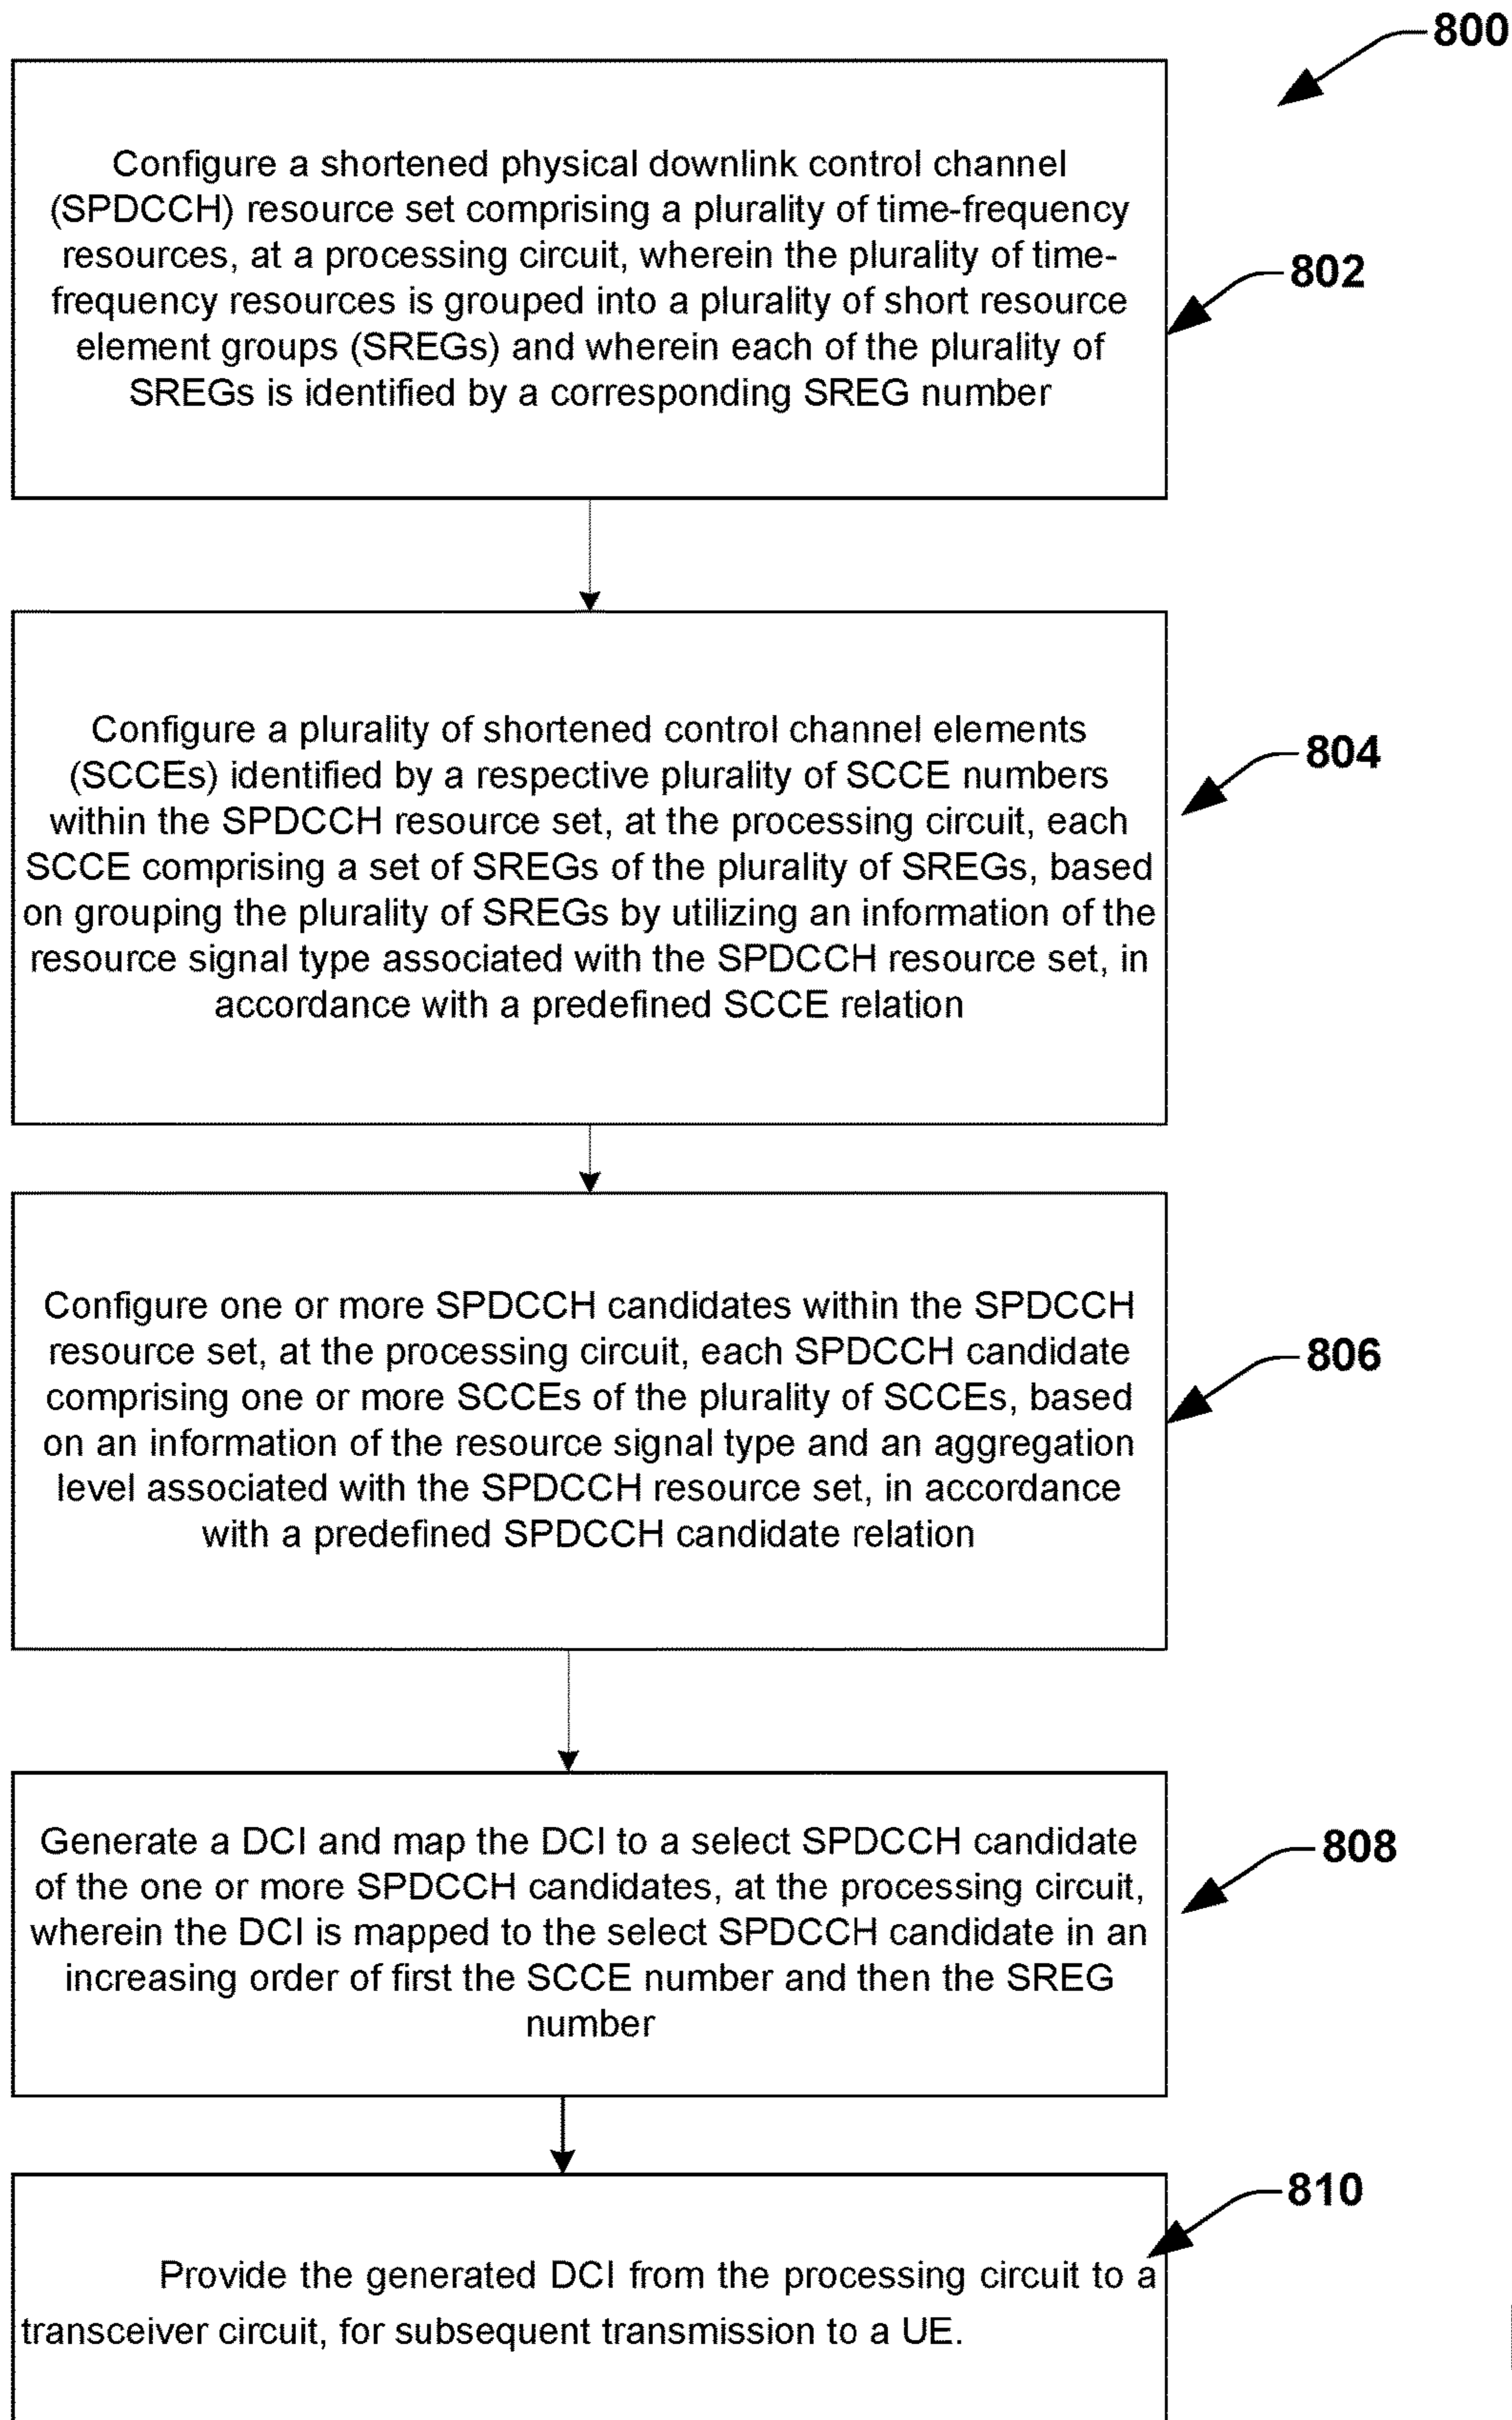 800
Configure a shortened physical downlink control channel
(SPDCCH) resource set comprising a plurality of time-frequency
resources, at a processing circuit, wherein the plurality of time-
frequency resources is grouped into a plurality of short resource
element groups (SREGs) and wherein each of the plurality of
SREGs is identified by a corresponding SREG number
802
Configure a plurality of shortened control channel elements
(SCCEs) identified by a respective plurality of SCCE numbers
within the SPDCCH resource set, at the processing circuit, each
SCCE comprising a set of SREGs of the plurality of SREGs, based
on grouping the plurality of SREGs by utilizing an information of the
resource signal type associated with the SPDCCH resource set, in
accordance with a predefined SCCE relation
804
Configure one or more SPDCCH candidates within the SPDCCH
resource set, at the processing circuit, each SPDCCH candidate
comprising one or more SCCEs of the plurality of SCCEs, based
on an information of the resource signal type and an aggregation
level associated with the SPDCCH resource set, in accordance
with a predefined SPDCCH candidate relation
806
Generate a DCI and map the DCI to a select SPDCCH candidate
of the one or more SPDCCH candidates, at the processing circuit,
wherein the DCI is mapped to the select SPDCCH candidate in an
increasing order of first the SCCE number and then the SREG
number
808
Provide the generated DCI from the processing circuit to a
transceiver circuit, for subsequent transmission to a UE.
810